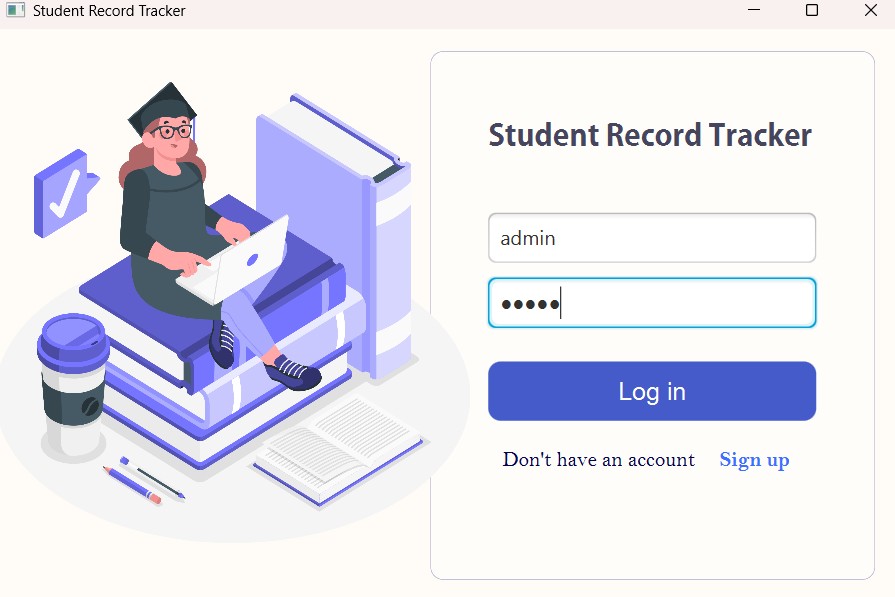 Student Record Tracker
Student Record Tracker
admin
•••••
Log in
Don't have an account Sign up